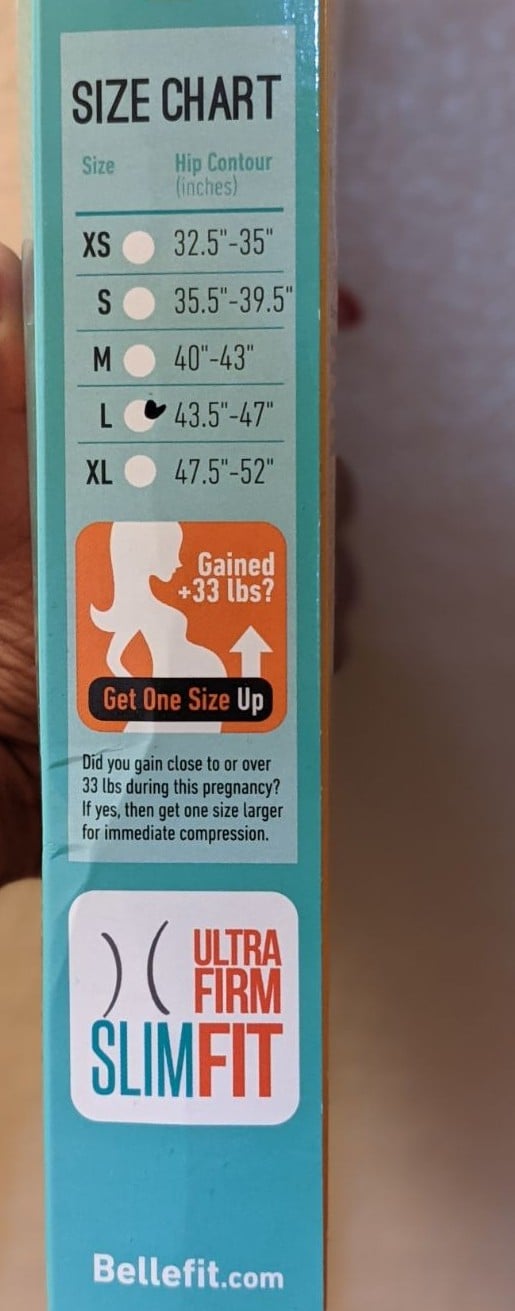 SIZE CHART
Size Hip Contour
(inches)
XS 32.5"-35"
S 35.5"-39.5"
M 40"-43"
L 43.5"-47"
XL 47.5"-52"
Gained
+33 lbs?
Get One Size Up
Did you gain close to or over
33 lbs during this pregnancy?
If yes, then get one size larger
for immediate compression.
ULTRA
FIRM
SLIMFIT
Bellefit.com